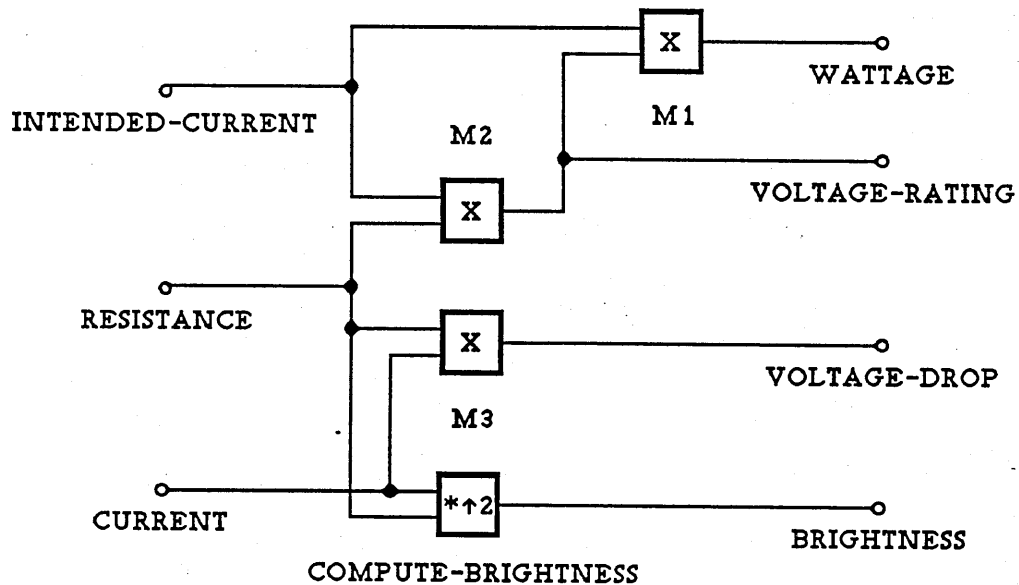 X
WATTAGE
INTENDED-CURRENT
M1
M2
VOLTAGE-RATING
X
RESISTANCE
X
VOLTAGE-DROP
M3
*↑2
CURRENT
BRIGHTNESS
COMPUTE-BRIGHTNESS